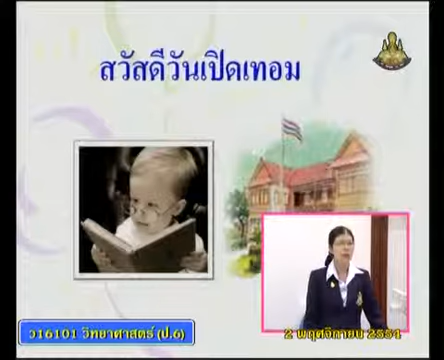 สวัสดีวันเปิดเทอม
ว16101 วิทยาศาสตร์ (ป.6)
2 พฤศจิกายน 2554